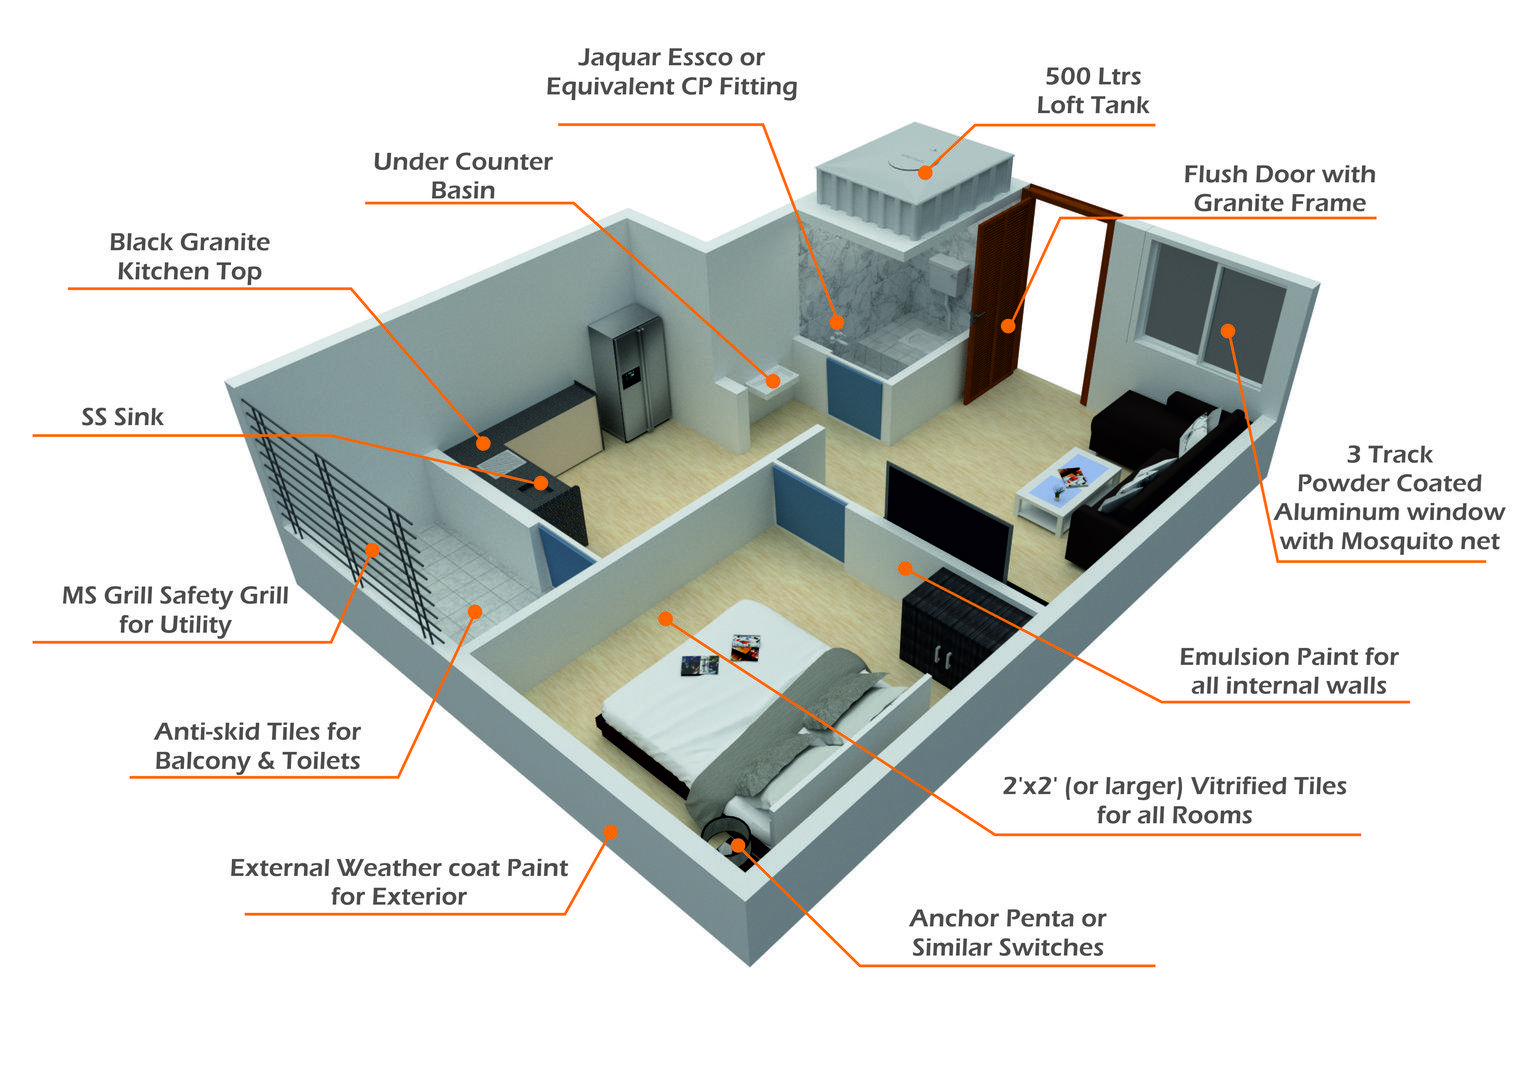 Jaquar Essco or
Equivalent CP Fitting
500 Ltrs
Loft Tank
Under Counter
Basin
Flush Door with
Granite Frame
Black Granite
Kitchen Top
SS Sink
3 Track
Powder Coated
Aluminum window
with Mosquito net
MS Grill Safety Grill
for Utility
Emulsion Paint for
all internal walls
Anti-skid Tiles for
Balcony & Toilets
2'x2' (or larger) Vitrified Tiles
for all Rooms
External Weather coat Paint
for Exterior
Anchor Penta or
Similar Switches